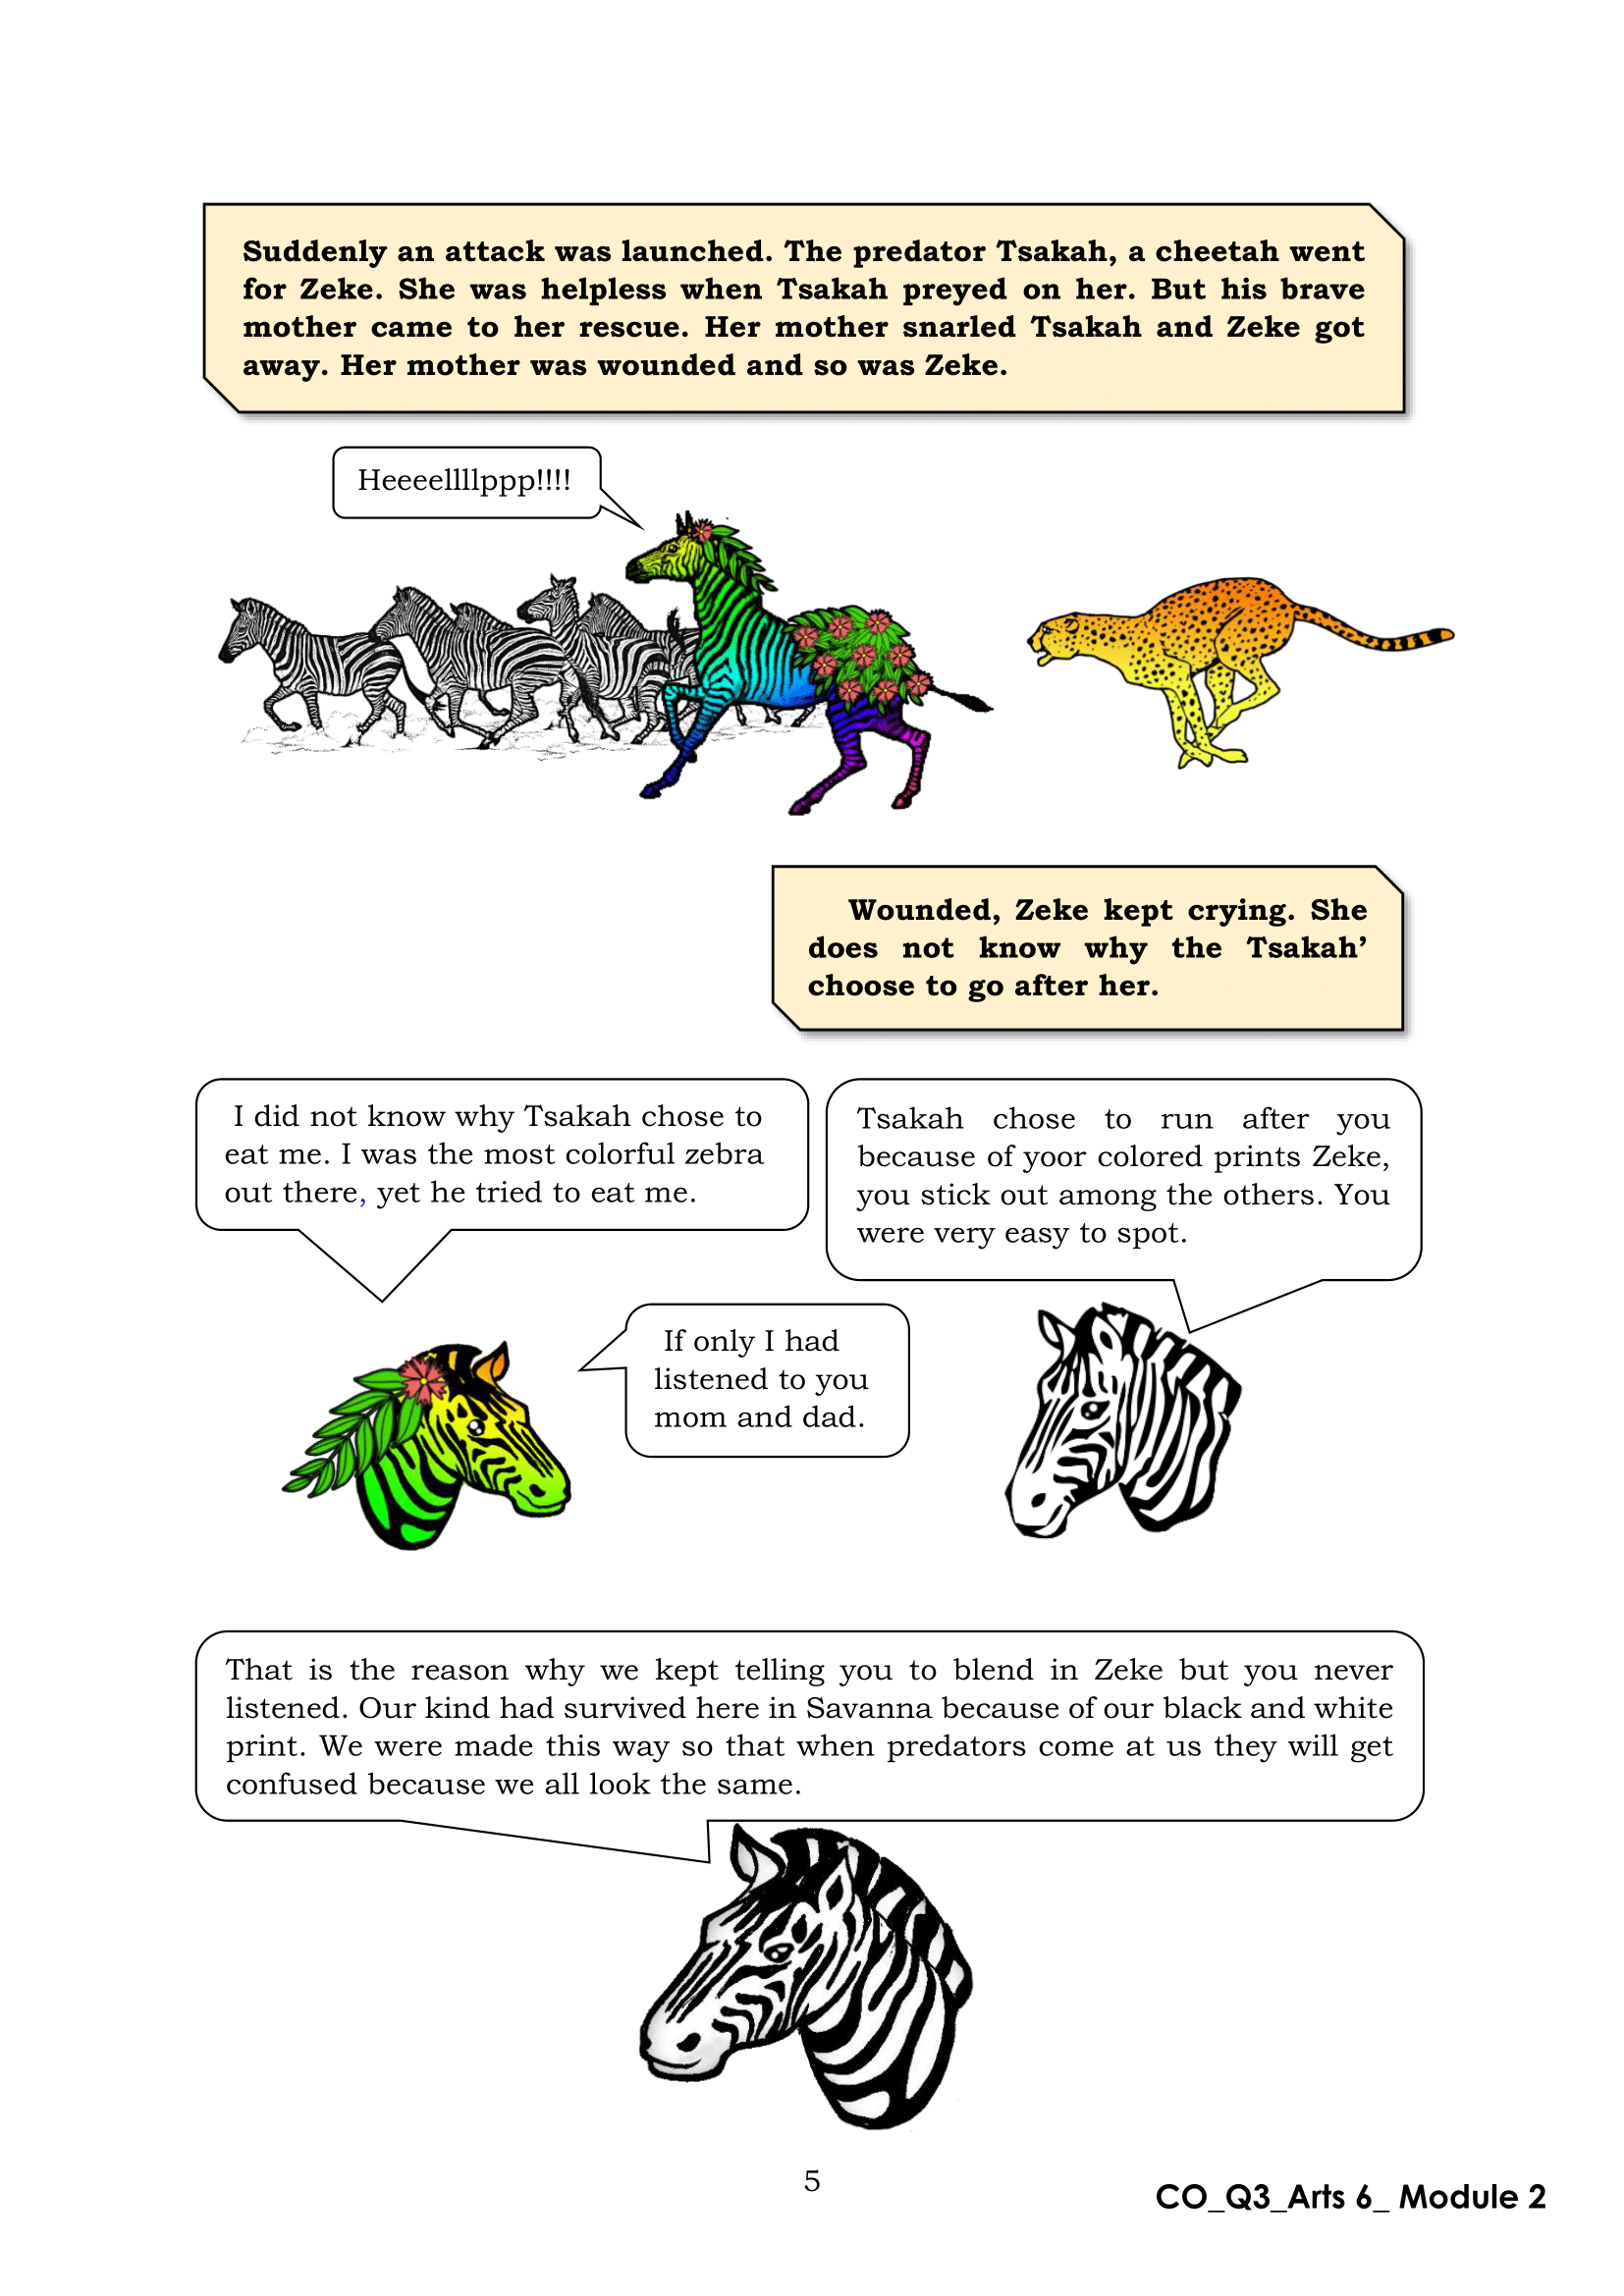 Suddenly an attack was launched. The predator Tsakah, a cheetah went
for Zeke. She was helpless when Tsakah preyed on her. But his brave
mother came to her rescue. Her mother snarled Tsakah and Zeke got
away. Her mother was wounded and so was Zeke.
Heeeellllppp!!!!
Wounded, Zeke kept crying. She
does not know why the Tsakah’
choose to go after her.
I did not know why Tsakah chose to
eat me. I was the most colorful zebra
out there, yet he tried to eat me.
Tsakah chose to run after you
because of yoor colored prints Zeke,
you stick out among the others. You
were very easy to spot.
If only I had
listened to you
mom and dad.
That is the reason why we kept telling you to blend in Zeke but you never
listened. Our kind had survived here in Savanna because of our black and white
print. We were made this way so that when predators come at us they will get
confused because we all look the same.
5
CO_Q3_Arts 6_ Module 2